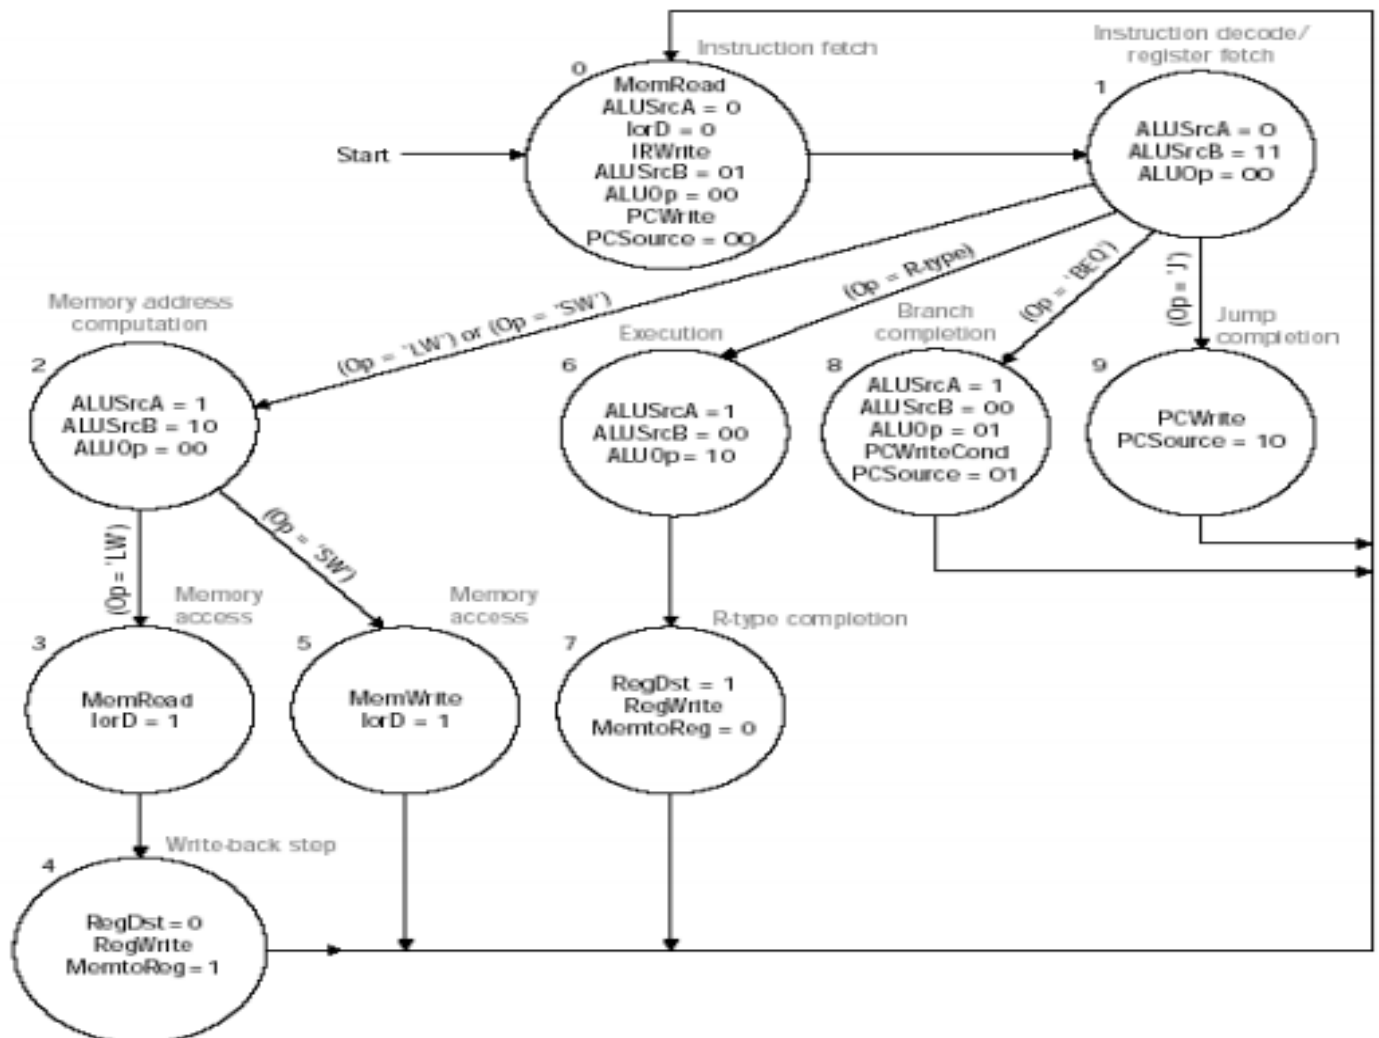 Instruction fetch
0
MemRead
ALUSrcA = 0
IorD = 0
IRWrite
ALUSrcB = 01
ALUOp = 00
PCWrite
PCSource = 00
Start
Instruction decode/
register fetch
1
ALUSrcA = 0
ALUSrcB = 11
ALUOp = 00
(Op = 'LW') or (Op = 'SW')
(Op = R-type)
(Op = 'BEQ')
(Op = 'J')
Memory address
computation
2
ALUSrcA = 1
ALUSrcB = 10
ALUOp = 00
Execution
6
ALUSrcA = 1
ALUSrcB = 00
ALUOp = 10
Branch
completion
8
ALUSrcA = 1
ALUSrcB = 00
ALUOp = 01
PCWriteCond
PCSource = 01
Jump
completion
9
PCWrite
PCSource = 10
(Op = 'LW')
(Op = 'SW')
Memory
access
3
MemRead
IorD = 1
Memory
access
5
MemWrite
IorD = 1
R-type completion
7
RegDst = 1
RegWrite
MemtoReg = 0
Write-back step
4
RegDst = 0
RegWrite
MemtoReg = 1